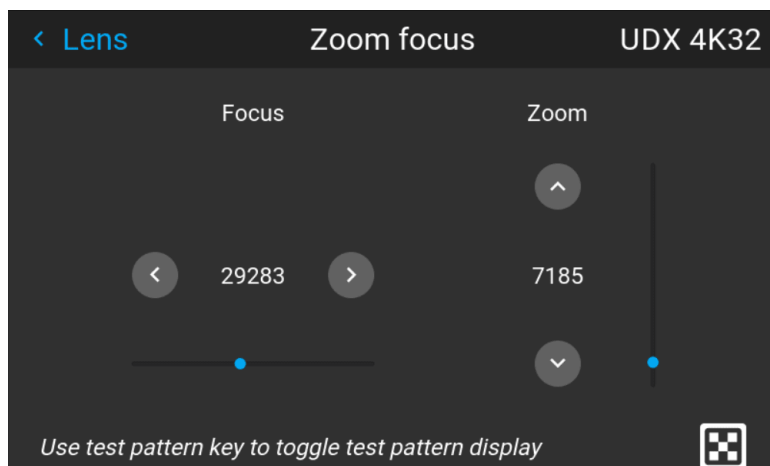 Lens
Zoom focus
UDX 4K32
Focus
Zoom
29283
7185
Use test pattern key to toggle test pattern display